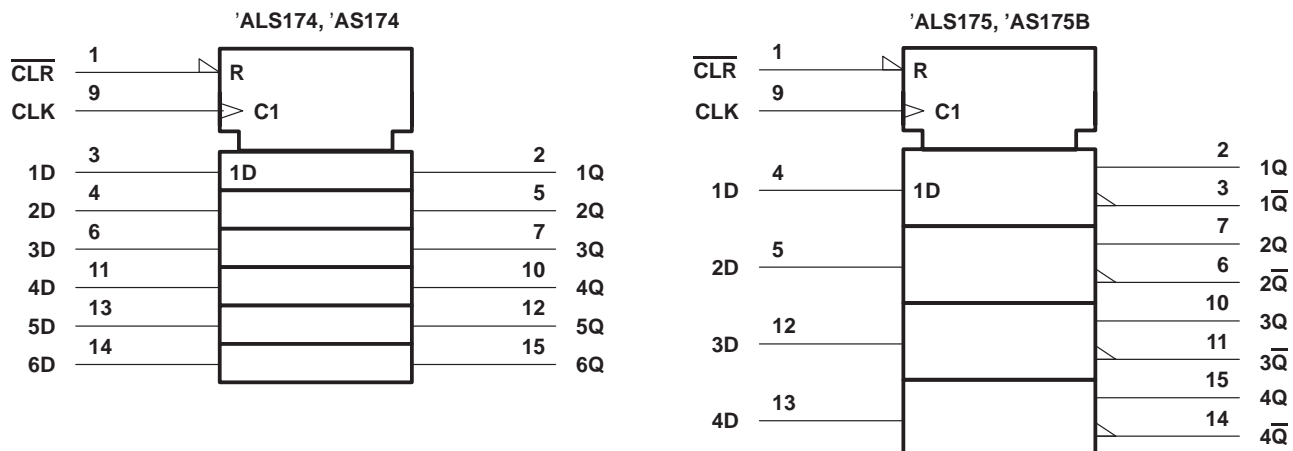 ’ALS174, ’AS174
C̅L̅R̅ 1 R
CLK 9 C1
1D 3 1D 2 1Q
2D 4 5 2Q
3D 6 7 3Q
4D 11 10 4Q
5D 13 12 5Q
6D 14 15 6Q
’ALS175, ’AS175B
C̅L̅R̅ 1 R
CLK 9 C1
2 1Q
1D 4 1D
3 1Q̅
7 2Q
2D 5
6 2Q̅
10 3Q
3D 12
11 3Q̅
15 4Q
4D 13
14 4Q̅